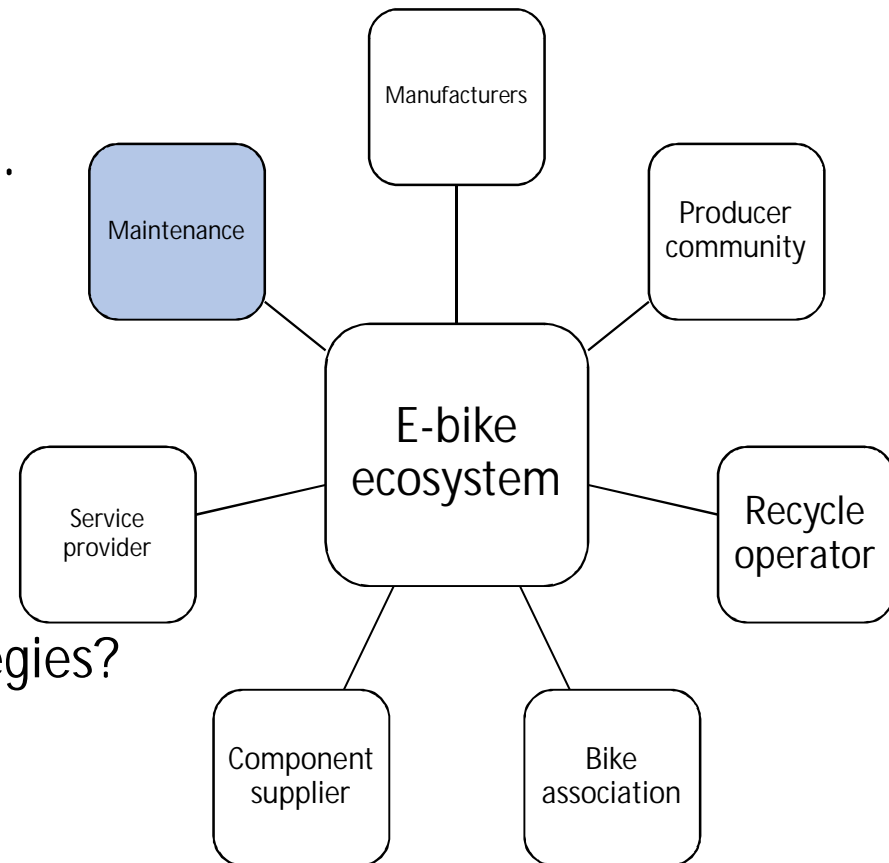 Manufacturers
.
Maintenance
Producer
community
E-bike
ecosystem
Service
provider
Recycle
operator
egies?
Component
supplier
Bike
association